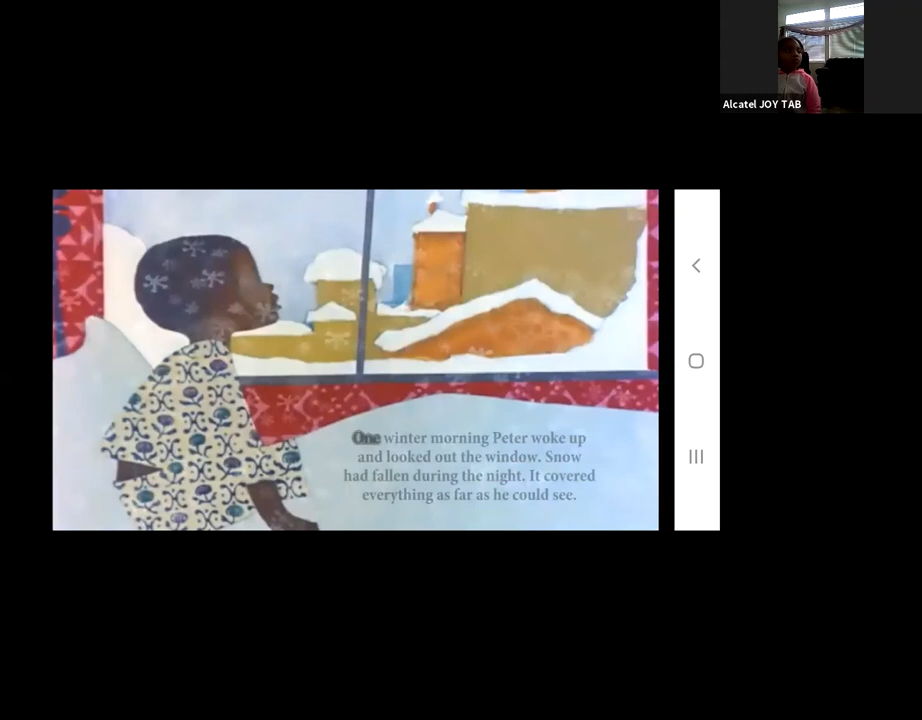 Alcatel JOY TAB
One winter morning Peter woke up
and looked out the window. Snow
had fallen during the night. It covered
everything as far as he could see.